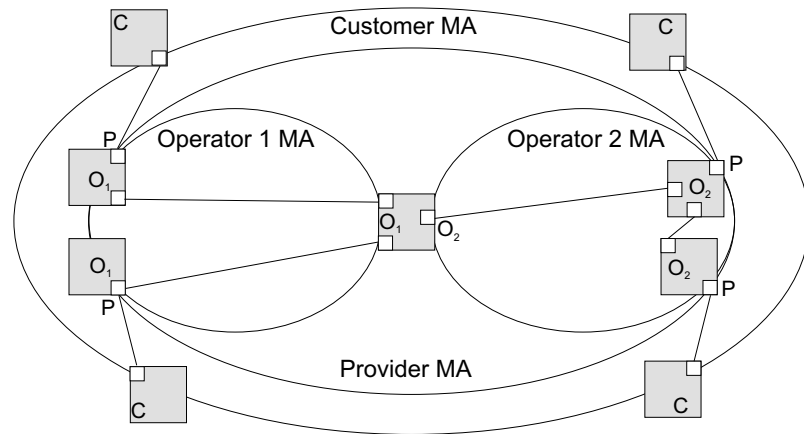 Customer MA
C
C
P
Operator 1 MA
Operator 2 MA
P
O₁
O₂
O₁
O₂
O₁
O₂
P
P
Provider MA
C
C